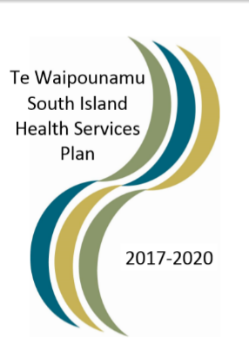 Te Waipounamu
South Island
Health Services
Plan
2017-2020